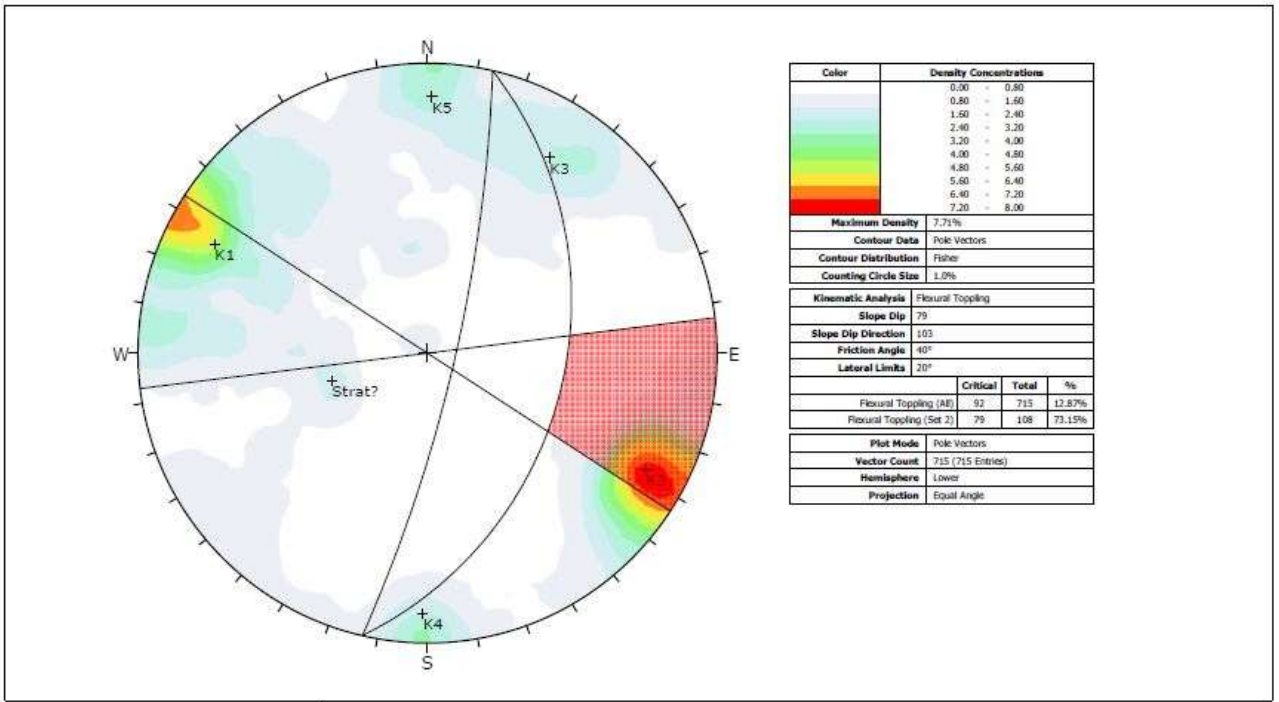 N
K5
K3
K1
W
E
Strat?
K4
S
Color Density Concentrations
0.00 - 0.80
0.80 - 1.60
1.60 - 2.40
2.40 - 3.20
3.20 - 4.00
4.00 - 4.80
4.80 - 5.60
5.60 - 6.40
6.40 - 7.20
7.20 - 8.00
Maximum Density 7.71%
Contour Data Pole Vectors
Contour Distribution Fisher
Counting Circle Size 1.0%
Kinematic Analysis Flexural Toppling
Slope Dip 79
Slope Dip Direction 103
Friction Angle 40°
Lateral Limits 20°
Critical Total %
Flexural Toppling (All) 92 715 12.87%
Flexural Toppling (Set 2) 79 108 73.15%
Plot Mode Pole Vectors
Vector Count 715 (715 Entries)
Hemisphere Lower
Projection Equal Angle